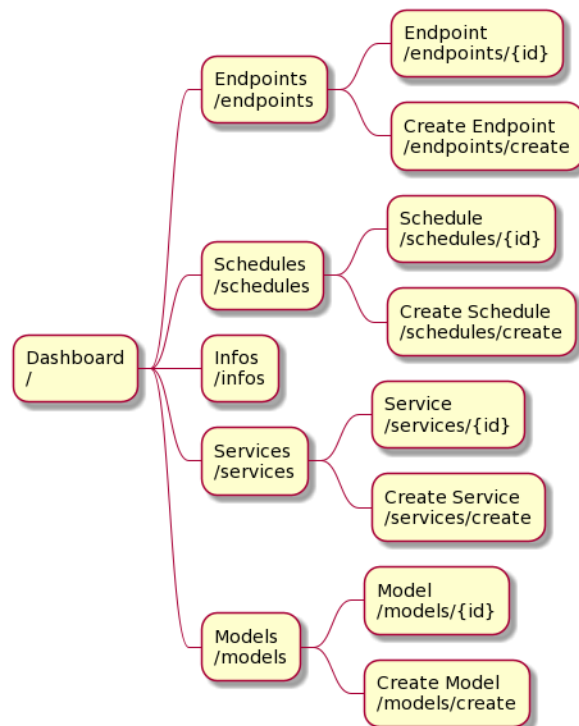 Dashboard
/
Endpoints
/endpoints
Endpoint
/endpoints/{id}
Create Endpoint
/endpoints/create
Schedules
/schedules
Schedule
/schedules/{id}
Create Schedule
/schedules/create
Infos
/infos
Services
/services
Service
/services/{id}
Create Service
/services/create
Models
/models
Model
/models/{id}
Create Model
/models/create